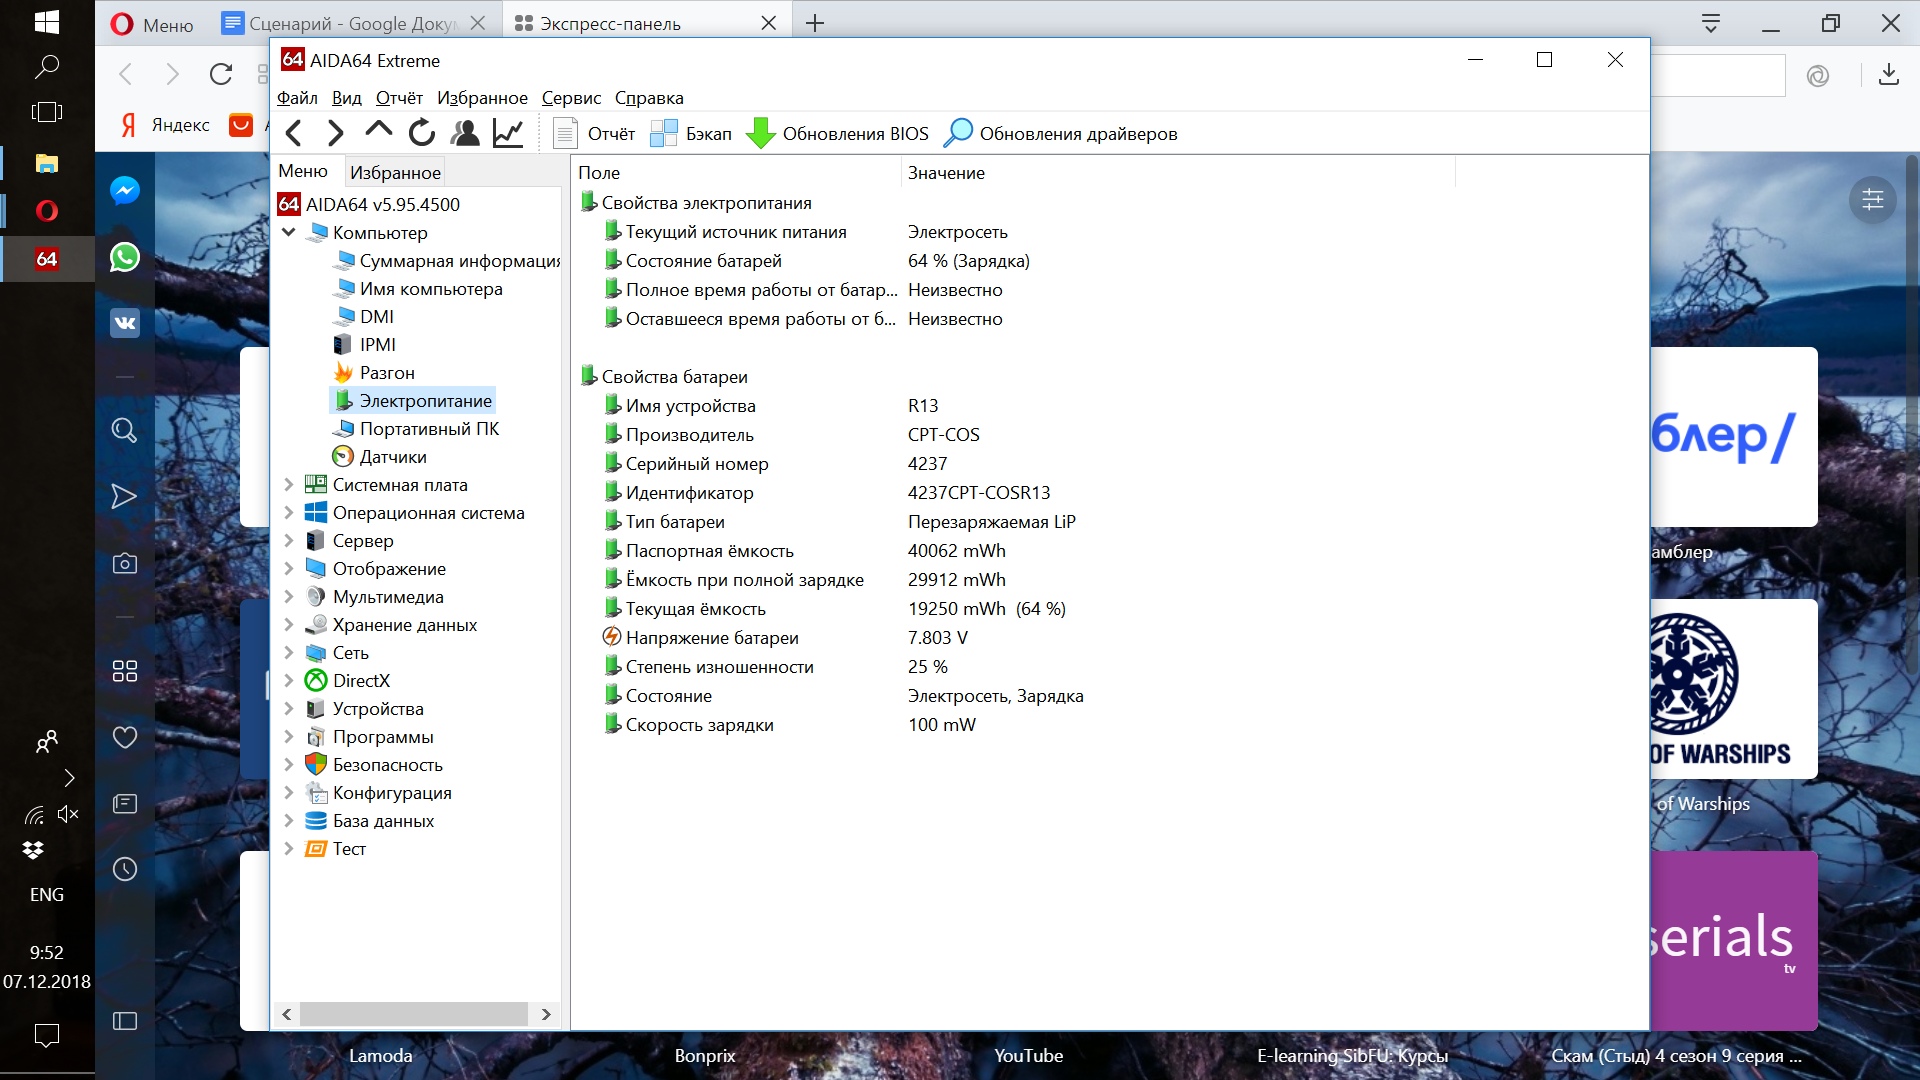 Меню
Сценарий - Google Докум
Экспресс-панель
Яндекс
64 AIDA64 Extreme
Файл Вид Отчёт Избранное Сервис Справка
Отчёт Бэкап Обновления BIOS Обновления драйверов
Меню Избранное
64 AIDA64 v5.95.4500
Компьютер
Суммарная информация
Имя компьютера
DMI
IPMI
Разгон
Электропитание
Портативный ПК
Датчики
Системная плата
Операционная система
Сервер
Отображение
Мультимедиа
Хранение данных
Сеть
DirectX
Устройства
Программы
Безопасность
Конфигурация
База данных
Тест
Поле Значение
Свойства электропитания
Текущий источник питания Электросеть
Состояние батарей 64 % (Зарядка)
Полное время работы от батар... Неизвестно
Оставшееся время работы от б... Неизвестно
Свойства батареи
Имя устройства R13
Производитель CPT-COS
Серийный номер 4237
Идентификатор 4237CPT-COSR13
Тип батареи Перезаряжаемая LiP
Паспортная ёмкость 40062 mWh
Ёмкость при полной зарядке 29912 mWh
Текущая ёмкость 19250 mWh (64 %)
Напряжение батареи 7.803 V
Степень изношенности 25 %
Состояние Электросеть, Зарядка
Скорость зарядки 100 mW
64
ENG
9:52
07.12.2018
блер/
амблер
OF WARSHIPS
of Warships
serials
tv
Lamoda
Bonprix
YouTube
E-learning SibFU: Курсы
Скам (Стыд) 4 сезон 9 серия ...